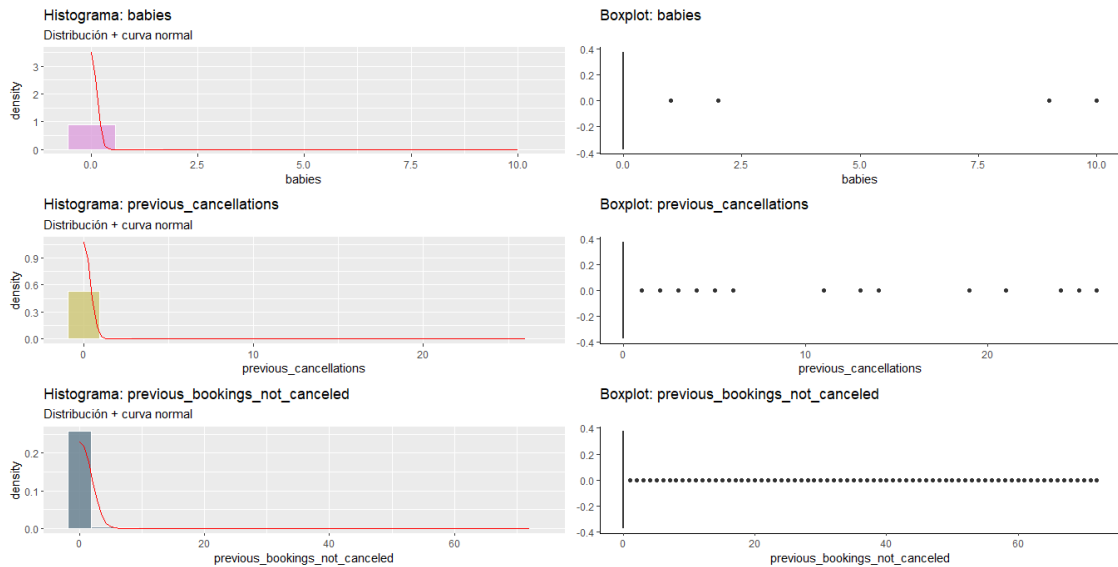 Histograma: babies
Distribución + curva normal
density
3
2
1
0
0.0 2.5 5.0 7.5 10.0
babies
Boxplot: babies
0.4
0.2
0.0
-0.2
-0.4
0.0 2.5 5.0 7.5 10.0
babies
Histograma: previous_cancellations
Distribución + curva normal
density
0.9
0.6
0.3
0.0
0 10 20
previous_cancellations
Boxplot: previous_cancellations
0.4
0.2
0.0
-0.2
-0.4
0 10 20
previous_cancellations
Histograma: previous_bookings_not_canceled
Distribución + curva normal
density
0.2
0.1
0.0
0 20 40 60
previous_bookings_not_canceled
Boxplot: previous_bookings_not_canceled
0.4
0.2
0.0
-0.2
-0.4
0 20 40 60
previous_bookings_not_canceled